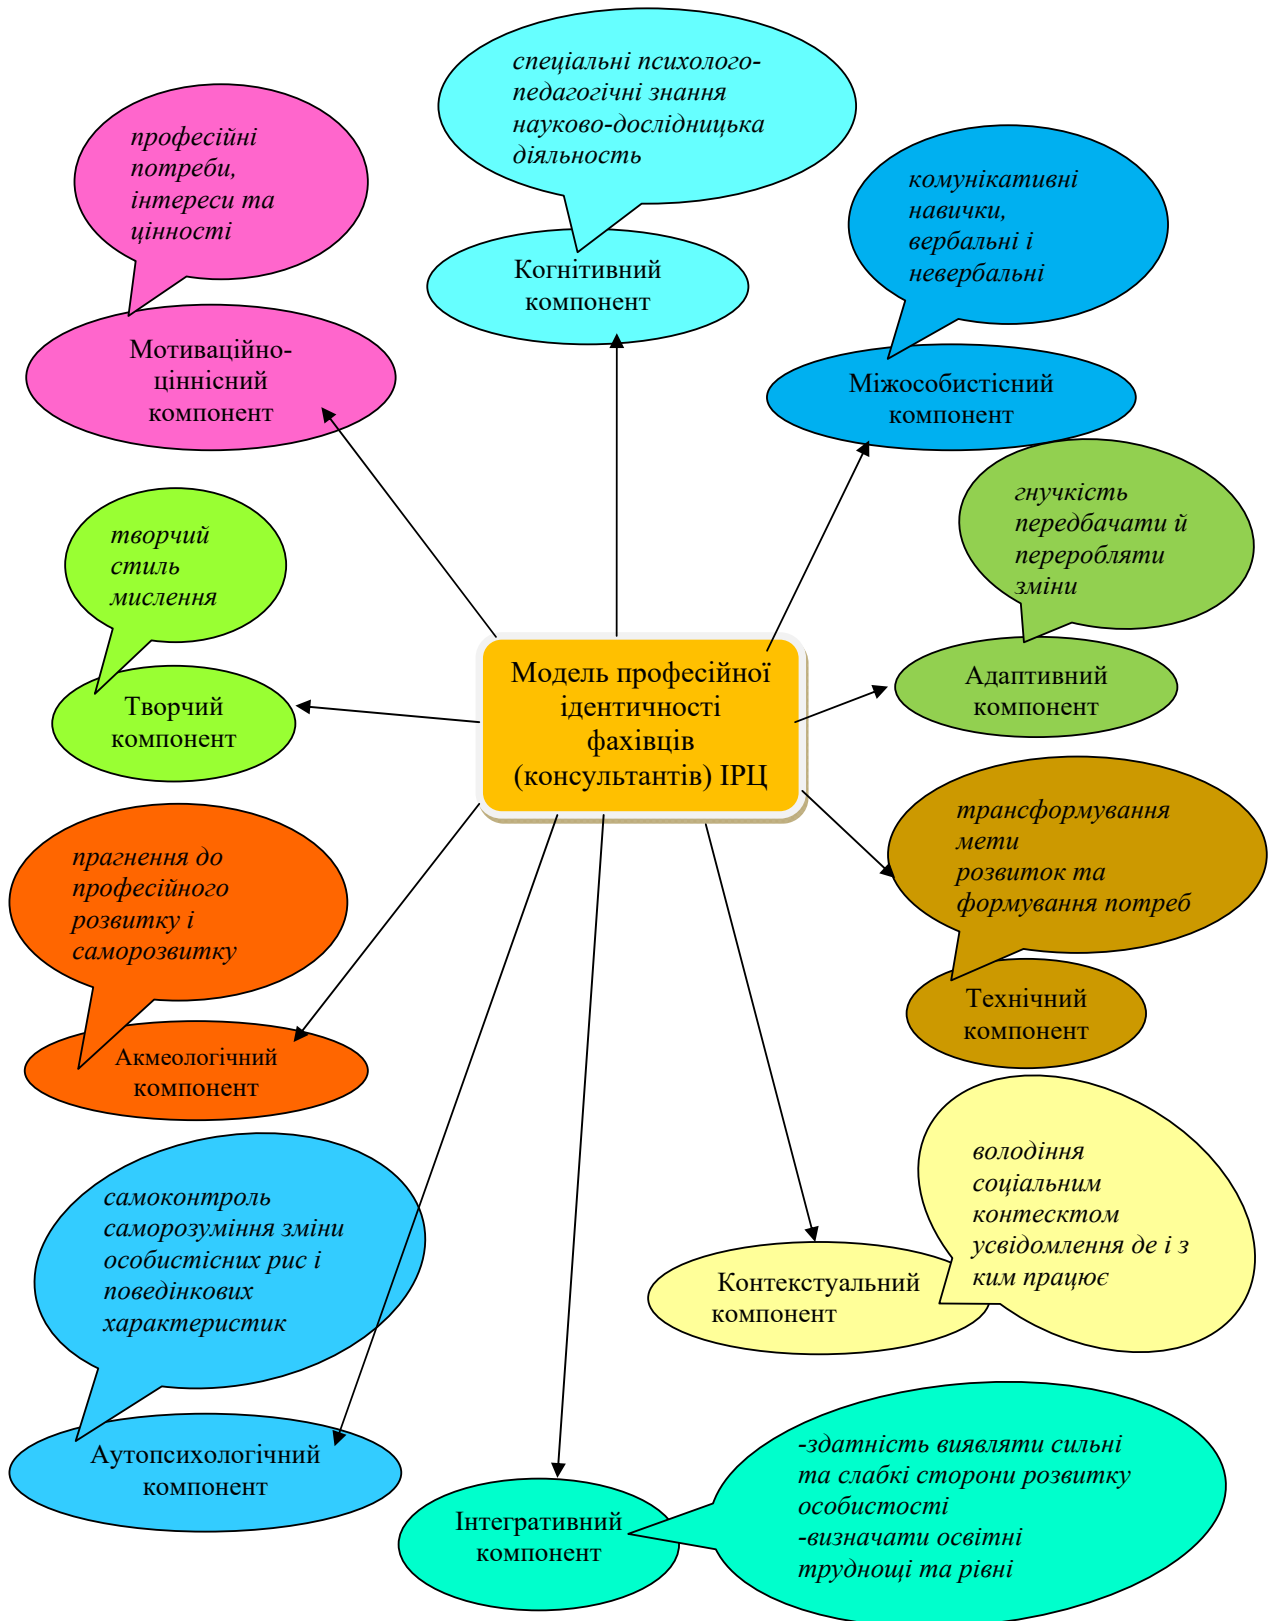 спеціальні психолого-
педагогічні знання
науково-дослідницька
діяльность
професійні
потреби,
інтереси та
цінності
комунікативні
навички,
вербальні і
невербальні
Когнітивний
компонент
Мотиваційно-
ціннісний
компонент
Міжособистісний
компонент
гнучкість
передбачати й
переробляти
зміни
творчий
стиль
мислення
Модель професійної
ідентичності
фахівців
(консультантів) ІРЦ
Адаптивний
компонент
Творчий
компонент
трансформування
мети
розвиток та
формування потреб
прагнення до
професійного
розвитку і
саморозвитку
Технічний
компонент
Акмеологічний
компонент
володіння
соціальним
контесктом
усвідомлення де і з
ким працює
самоконтроль
саморозуміння зміни
особистісних рис і
поведінкових
характеристик
Контекстуальний
компонент
Аутопсихологічний
компонент
-здатність виявляти сильні
та слабкі сторони розвитку
особистості
-визначати освітні
труднощі та рівні
Інтегративний
компонент